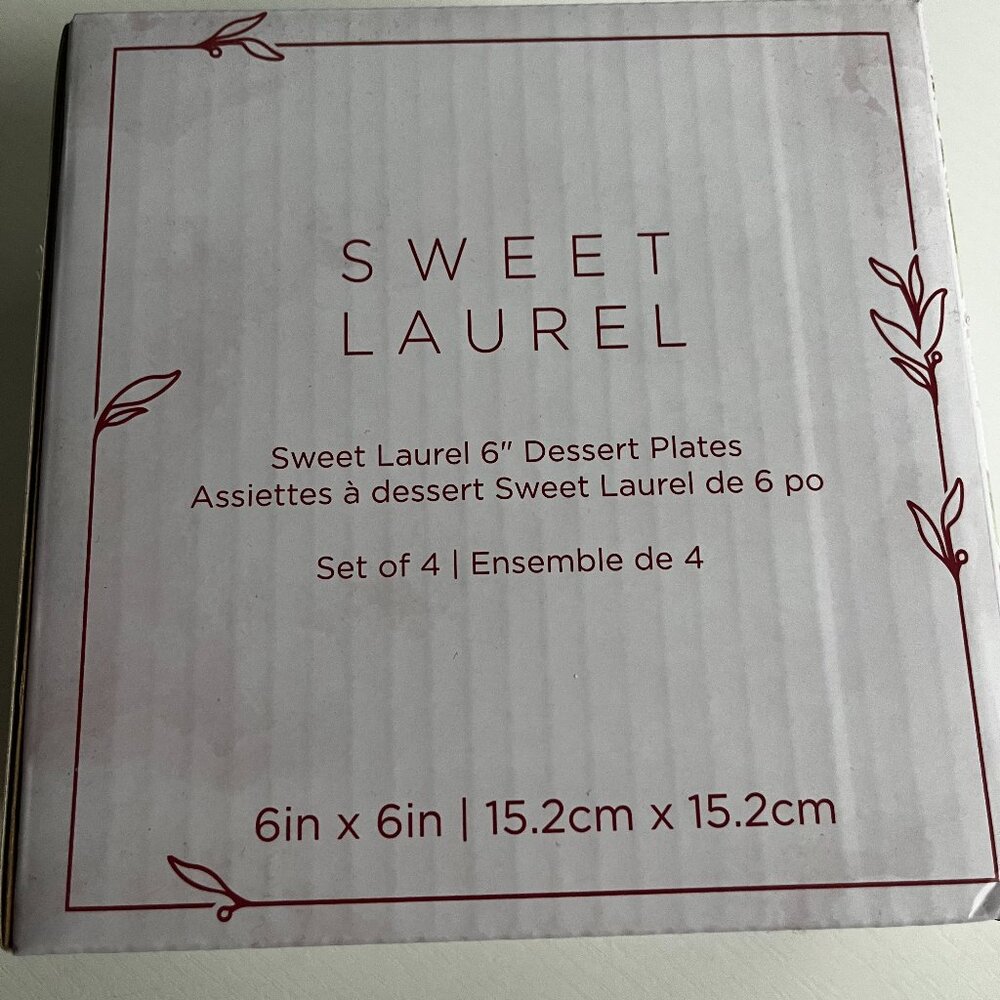 SWEET
LAUREL
Sweet Laurel 6" Dessert Plates
Assiettes à dessert Sweet Laurel de 6 po
Set of 4 | Ensemble de 4
6in x 6in | 15.2cm x 15.2cm